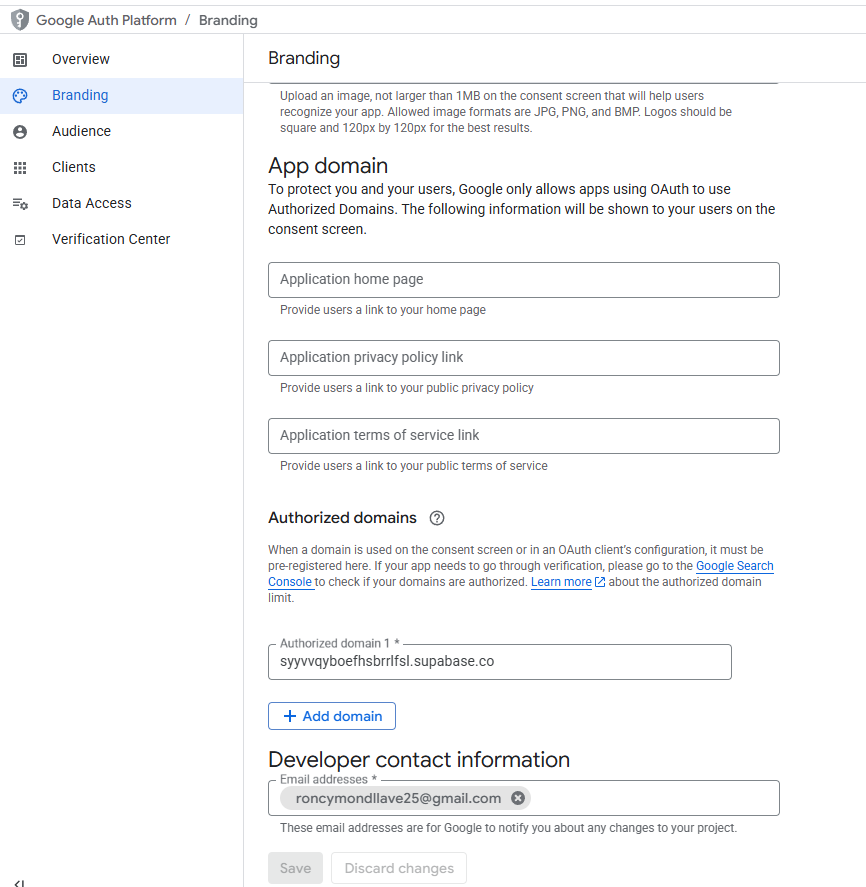 Google Auth Platform / Branding
Overview
Branding
Audience
Clients
Data Access
Verification Center
Branding
Upload an image, not larger than 1MB on the consent screen that will help users
recognize your app. Allowed image formats are JPG, PNG, and BMP. Logos should be
square and 120px by 120px for the best results.
App domain
To protect you and your users, Google only allows apps using OAuth to use
Authorized Domains. The following information will be shown to your users on the
consent screen.
Application home page
Provide users a link to your home page
Application privacy policy link
Provide users a link to your public privacy policy
Application terms of service link
Provide users a link to your public terms of service
Authorized domains
When a domain is used on the consent screen or in an OAuth client's configuration, it must be
pre-registered here. If your app needs to go through verification, please go to the Google Search
Console to check if your domains are authorized. Learn more about the authorized domain
limit.
Authorized domain 1 *
syyvvqyboefhsbrrlfsl.supabase.co
+ Add domain
Developer contact information
Email addresses *
roncymondllave25@gmail.com
These email addresses are for Google to notify you about any changes to your project.
Save
Discard changes